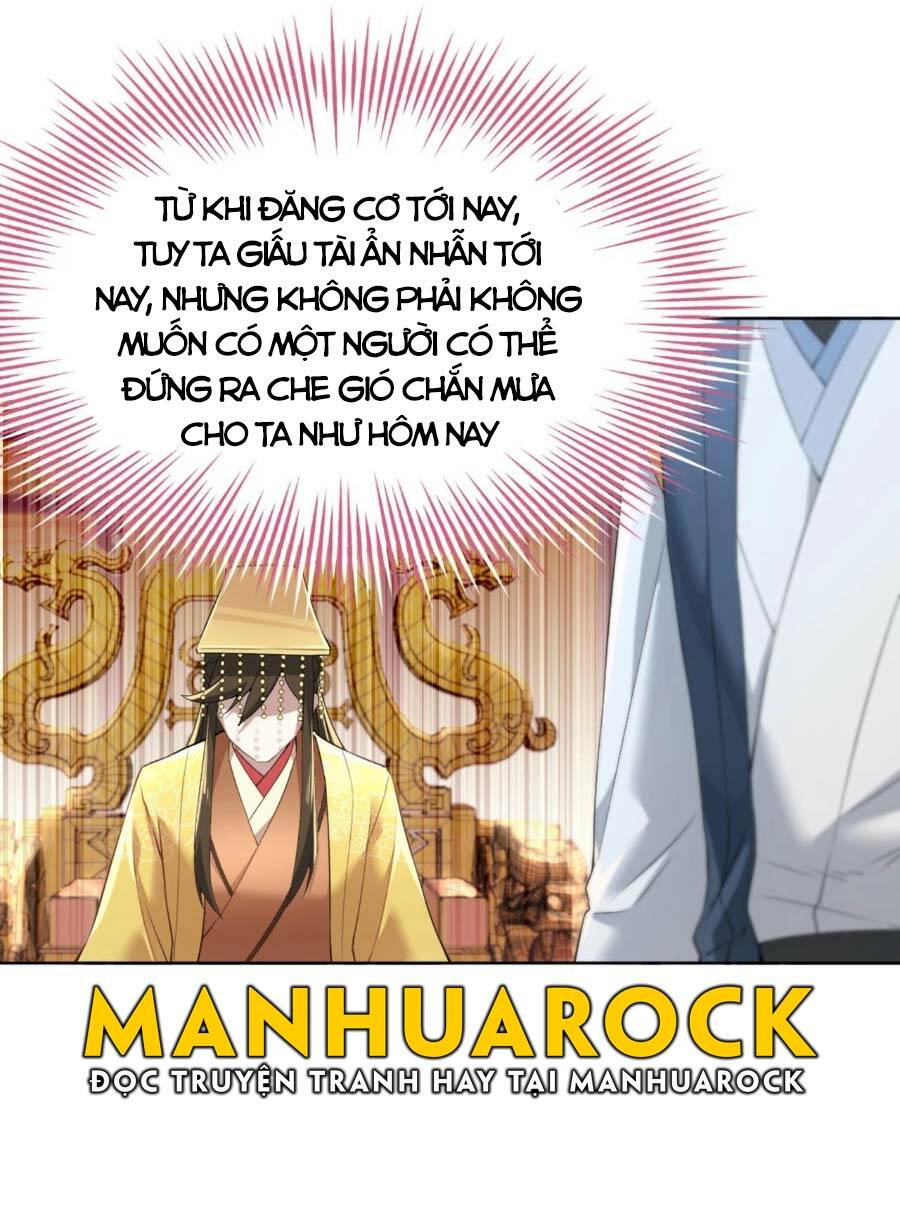 TỪ KHI ĐĂNG CƠ TỚI NAY,
TUY TA GIẤU TÀI ẨN NHẪN TỚI
NAY, NHƯNG KHÔNG PHẢI KHÔNG
MUỐN CÓ MỘT NGƯỜI CÓ THỂ
ĐỨNG RA CHE GIÓ CHẮN MƯA
CHO TA NHƯ HÔM NAY
MANHUAROCK
ĐỌC TRUYỆN TRANH HAY TẠI MANHUAROCK